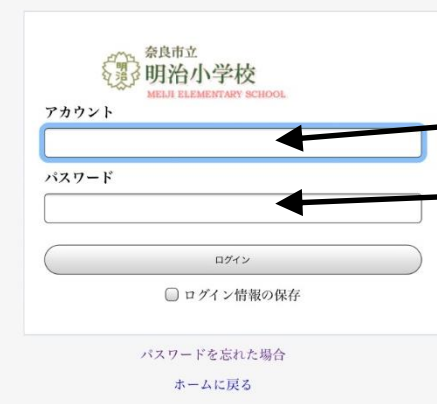 奈良市立
明治
明治小学校
MEIJI ELEMENTARY SCHOOL
アカウント
パスワード
ログイン
ログイン情報の保存
パスワードを忘れた場合
ホームに戻る